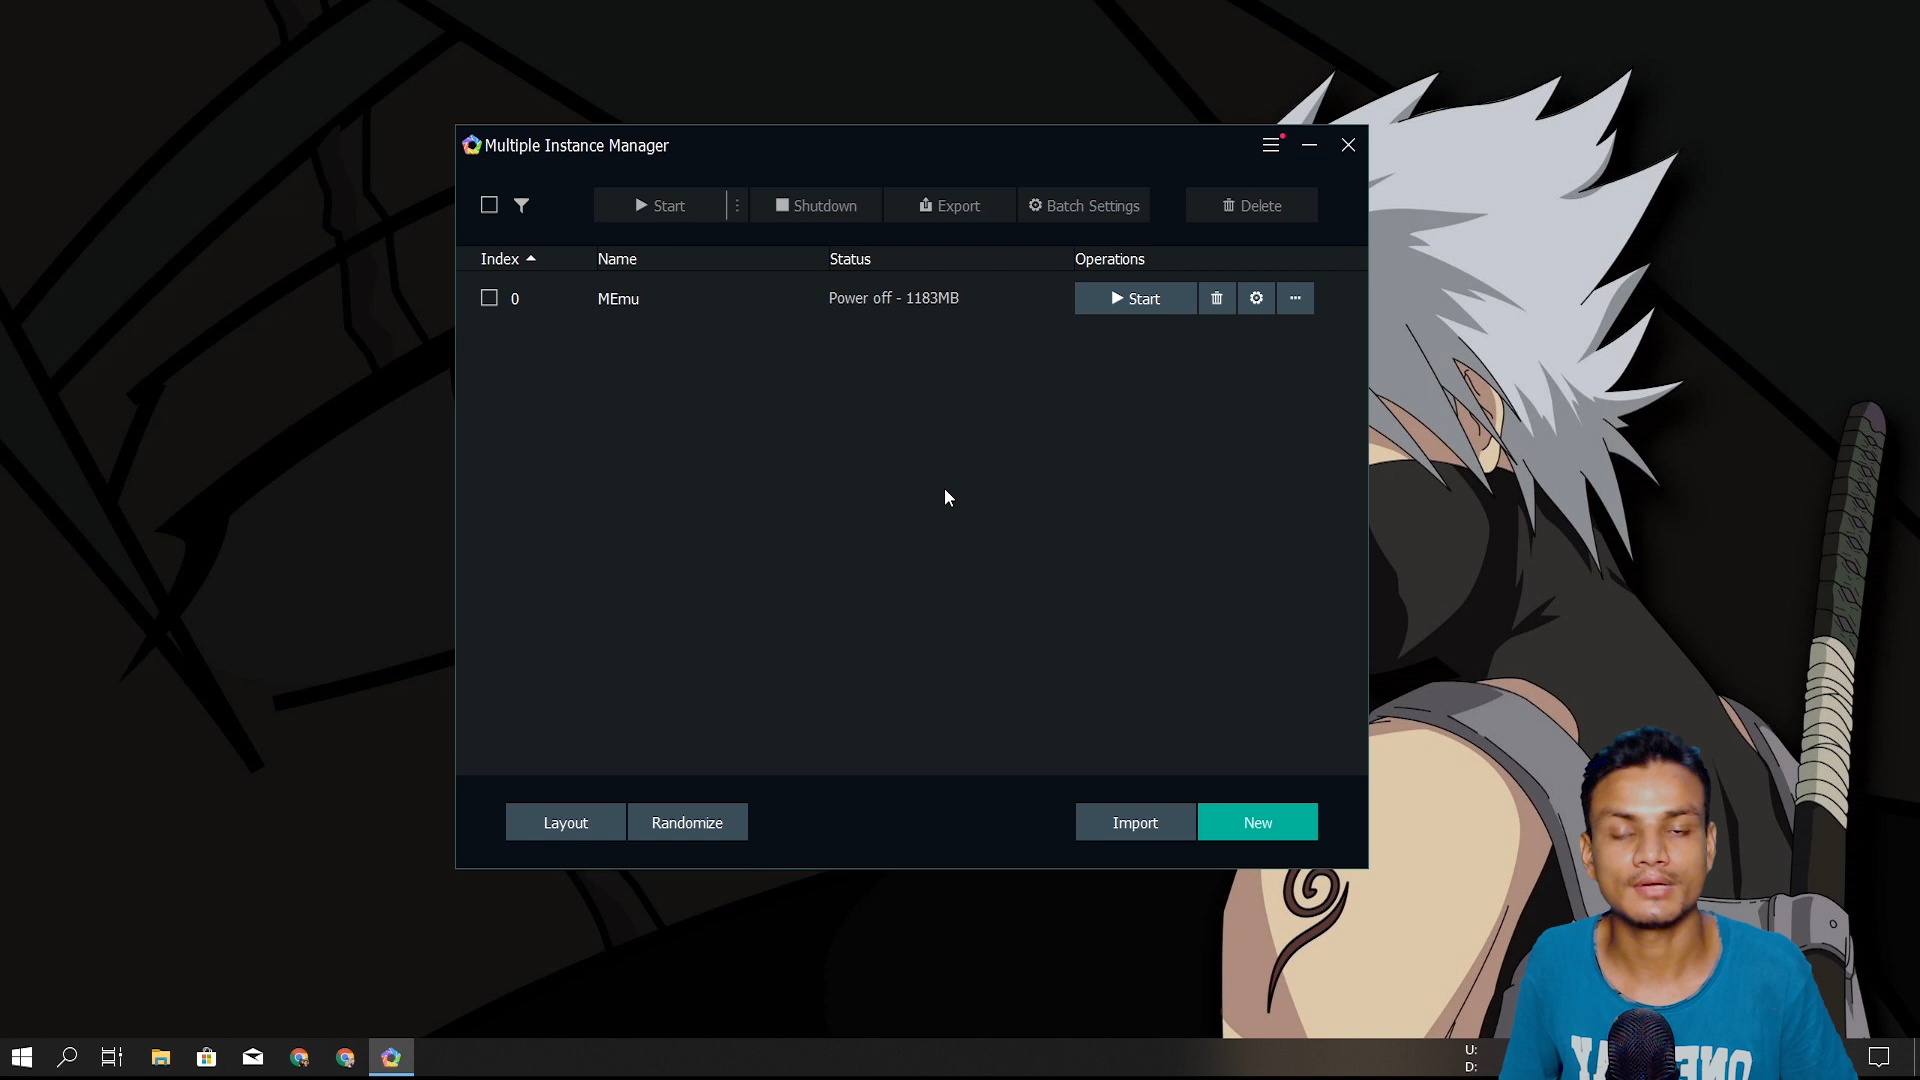 Multiple Instance Manager
Start
Shutdown
Export
Batch Settings
Delete
Index
Name
Status
Operations
0
MEmu
Power off - 1183MB
Start
Layout
Randomize
Import
New
U:
D: